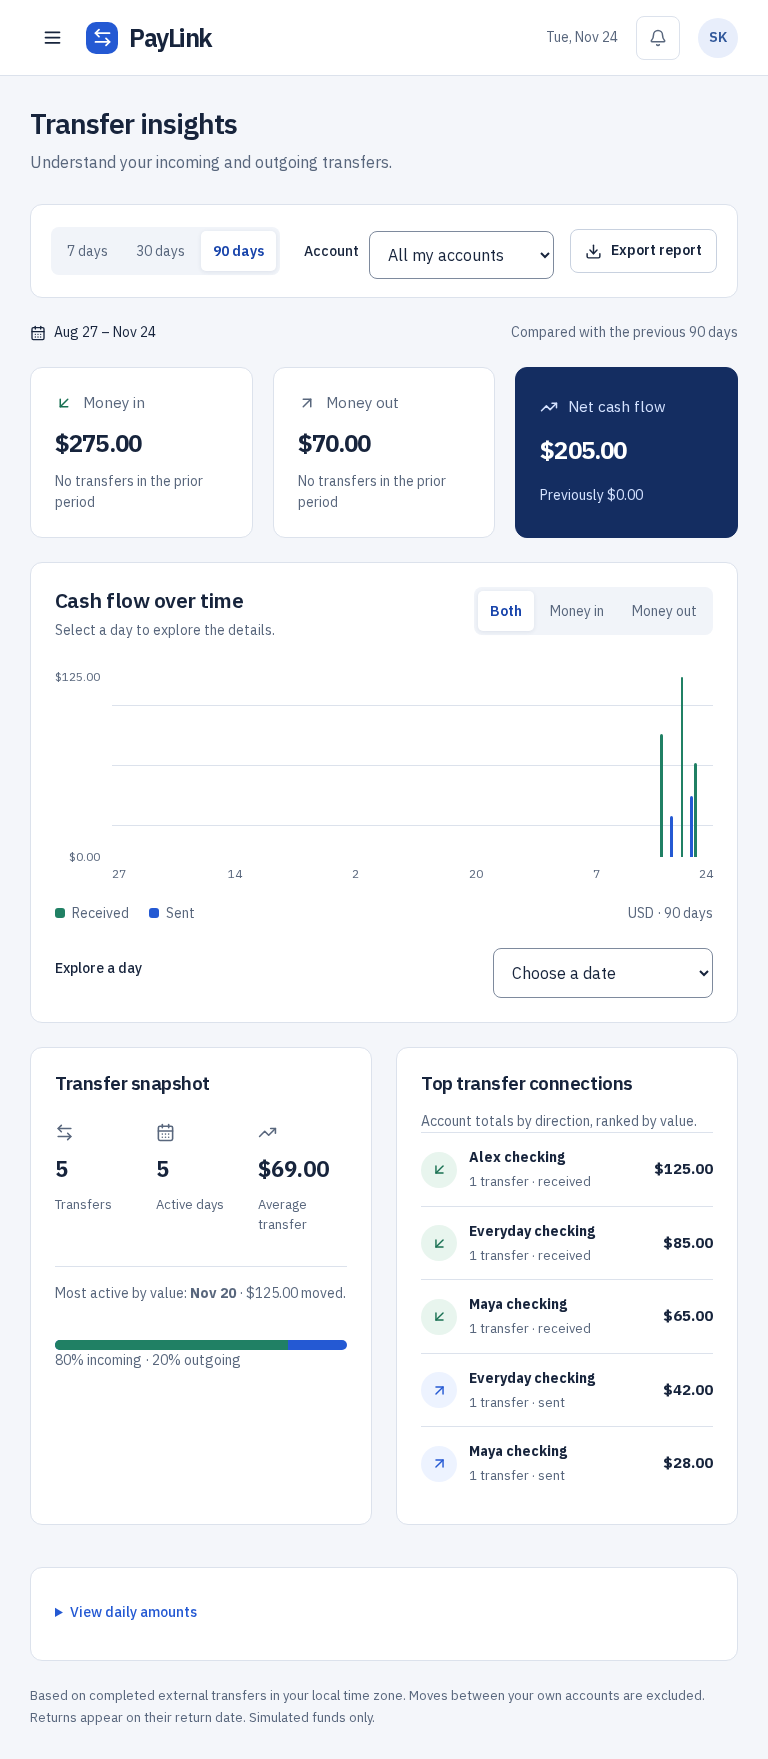 PayLink
Tue, Nov 24
SK
Transfer insights
Understand your incoming and outgoing transfers.
7 days
30 days
90 days
Account
All my accounts
Export report
Aug 27 – Nov 24
Compared with the previous 90 days
Money in
$275.00
No transfers in the prior
period
Money out
$70.00
No transfers in the prior
period
Net cash flow
$205.00
Previously $0.00
Cash flow over time
Select a day to explore the details.
Both
Money in
Money out
$125.00
$0.00
27
14
2
20
7
24
Received
Sent
USD · 90 days
Explore a day
Choose a date
Transfer snapshot
5
Transfers
5
Active days
$69.00
Average
transfer
Most active by value: Nov 20 · $125.00 moved.
80% incoming · 20% outgoing
Top transfer connections
Account totals by direction, ranked by value.
Alex checking
1 transfer · received
$125.00
Everyday checking
1 transfer · received
$85.00
Maya checking
1 transfer · received
$65.00
Everyday checking
1 transfer · sent
$42.00
Maya checking
1 transfer · sent
$28.00
View daily amounts
Based on completed external transfers in your local time zone. Moves between your own accounts are excluded.
Returns appear on their return date. Simulated funds only.